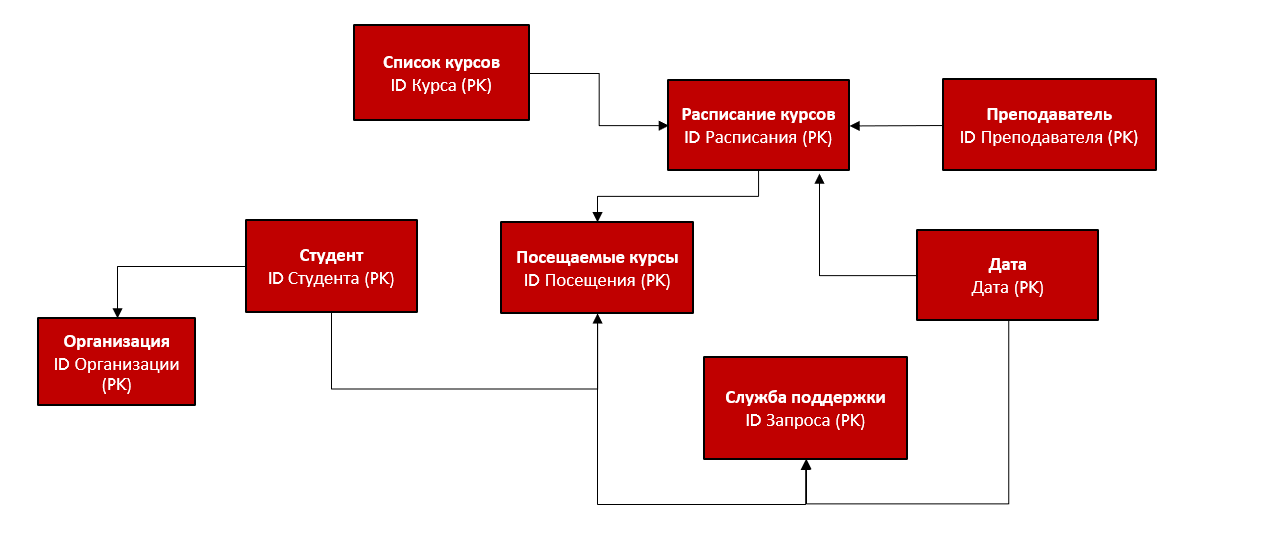 Список курсов
ID Курса (PK)
Расписание курсов
ID Расписания (PK)
Преподаватель
ID Преподавателя (PK)
Студент
ID Студента (PK)
Посещаемые курсы
ID Посещения (PK)
Дата
Дата (PK)
Организация
ID Организации
(PK)
Служба поддержки
ID Запроса (PK)